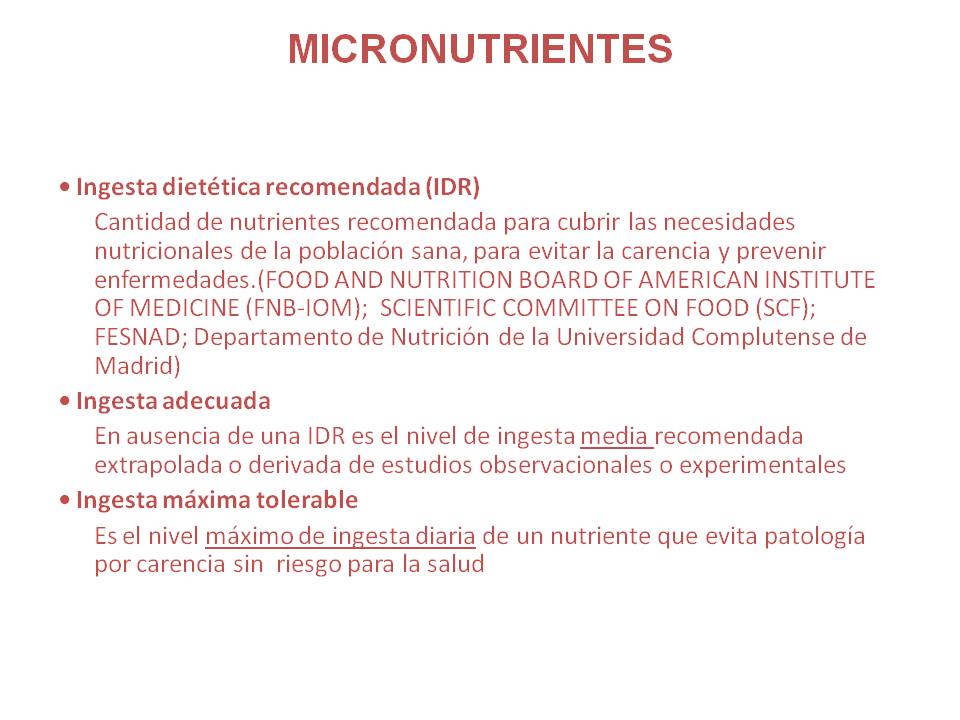 MICRONUTRIENTES
• Ingesta dietética recomendada (IDR)
Cantidad de nutrientes recomendada para cubrir las necesidades
nutricionales de la población sana, para evitar la carencia y prevenir
enfermedades.(FOOD AND NUTRITION BOARD OF AMERICAN INSTITUTE
OF MEDICINE (FNB-IOM);  SCIENTIFIC COMMITTEE ON FOOD (SCF);
FESNAD; Departamento de Nutrición de la Universidad Complutense de
Madrid)
• Ingesta adecuada
En ausencia de una IDR es el nivel de ingesta media recomendada
extrapolada o derivada de estudios observacionales o experimentales
• Ingesta máxima tolerable
Es el nivel máximo de ingesta diaria de un nutriente que evita patología
por carencia sin  riesgo para la salud